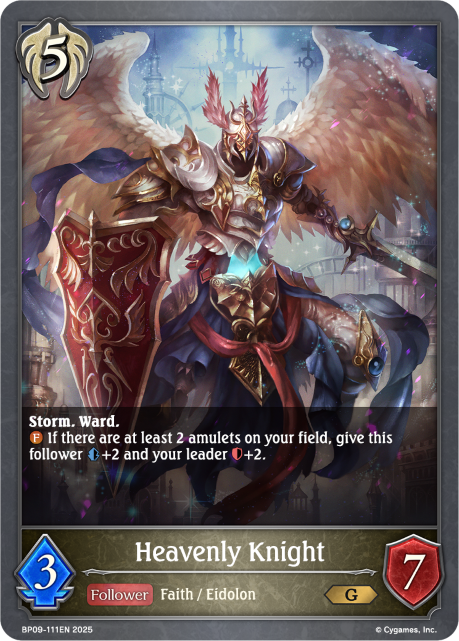 5
Storm. Ward.
F If there are at least 2 amulets on your field, give this
follower +2 and your leader +2.
Heavenly Knight
3
Follower Faith / Eidolon
G
7
BP09-111EN 2025
© Cygames, Inc.